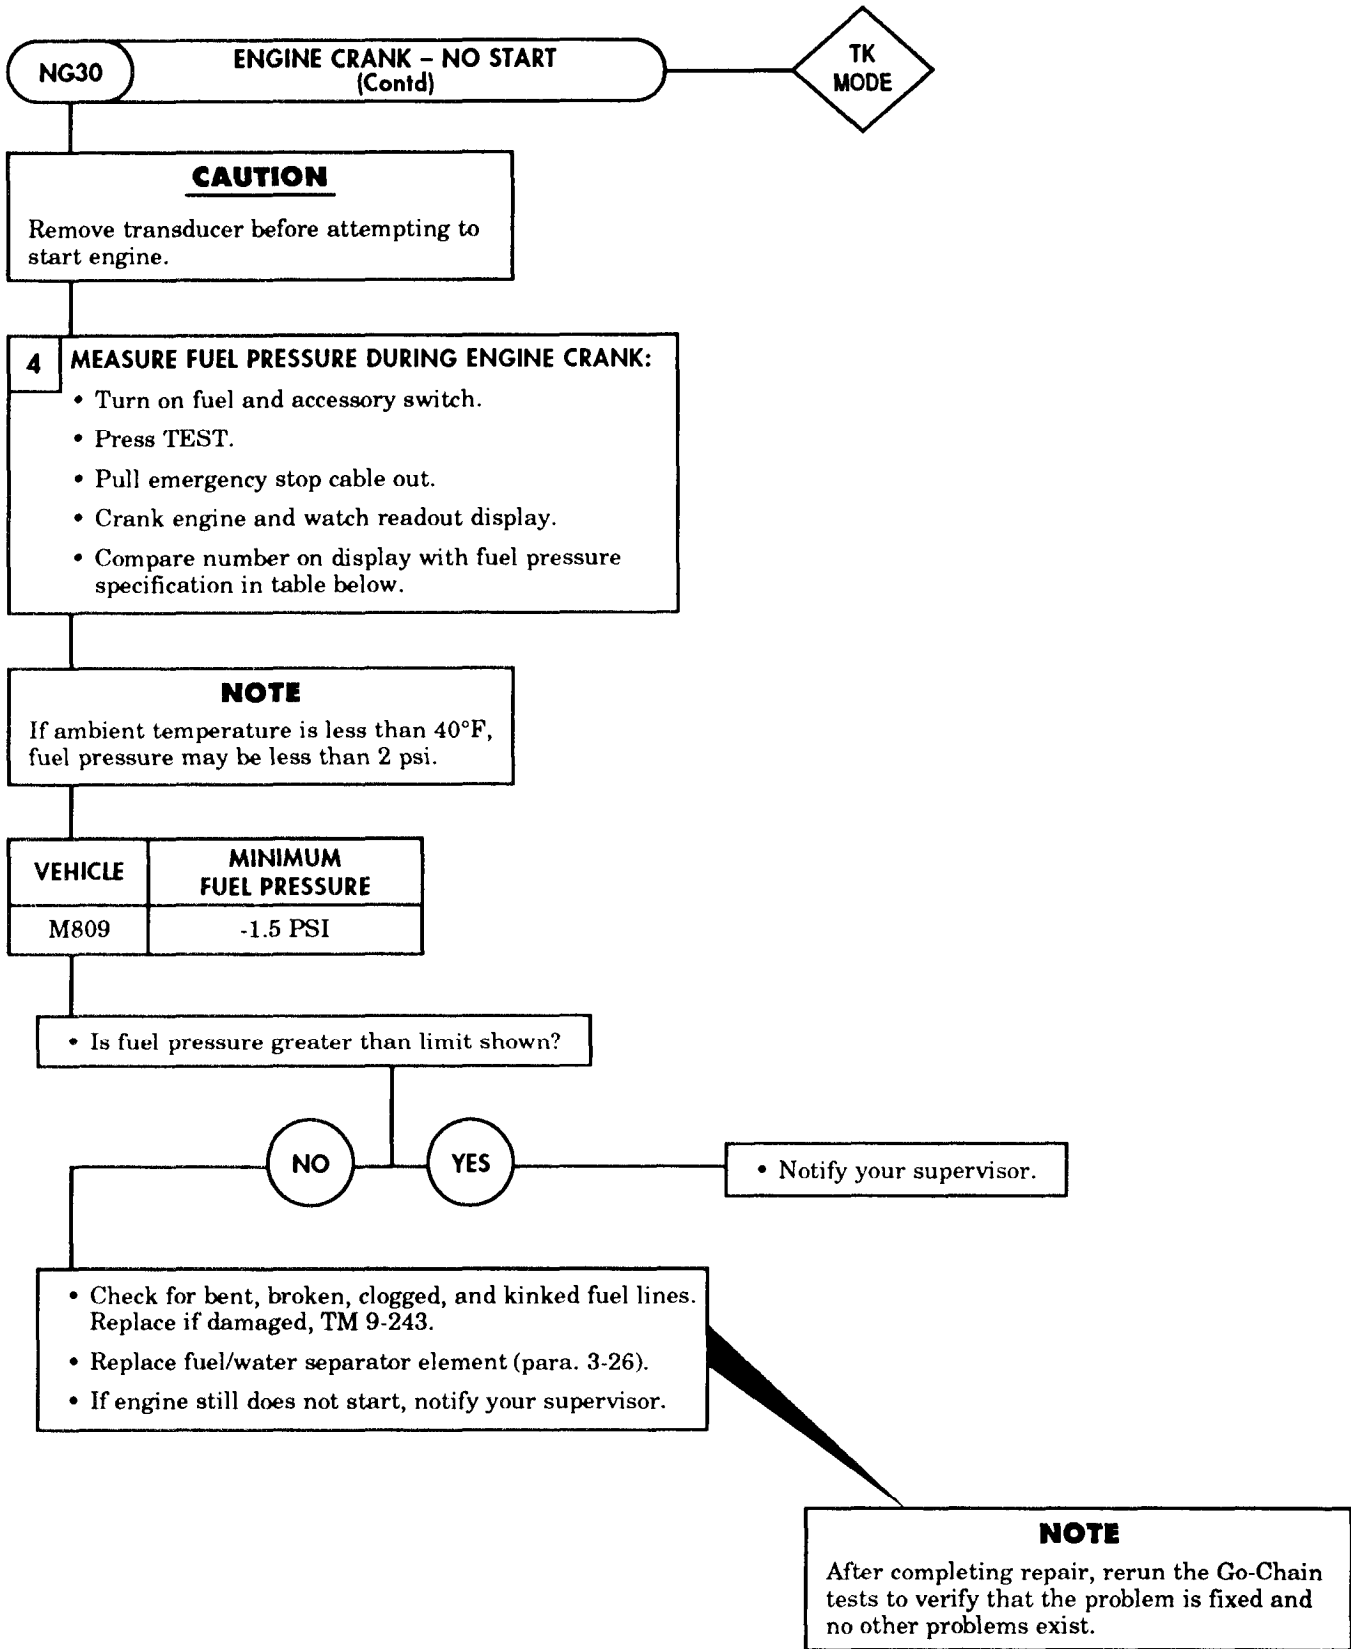 NG30
ENGINE CRANK – NO START
(Contd)
TK
MODE
CAUTION
Remove transducer before attempting to
start engine.
4
MEASURE FUEL PRESSURE DURING ENGINE CRANK:
• Turn on fuel and accessory switch.
• Press TEST.
• Pull emergency stop cable out.
• Crank engine and watch readout display.
• Compare number on display with fuel pressure
specification in table below.
NOTE
If ambient temperature is less than 40°F,
fuel pressure may be less than 2 psi.
VEHICLE
MINIMUM
FUEL PRESSURE
M809
-1.5 PSI
• Is fuel pressure greater than limit shown?
NO
YES
• Notify your supervisor.
• Check for bent, broken, clogged, and kinked fuel lines.
Replace if damaged, TM 9-243.
• Replace fuel/water separator element (para. 3-26).
• If engine still does not start, notify your supervisor.
NOTE
After completing repair, rerun the Go-Chain
tests to verify that the problem is fixed and
no other problems exist.